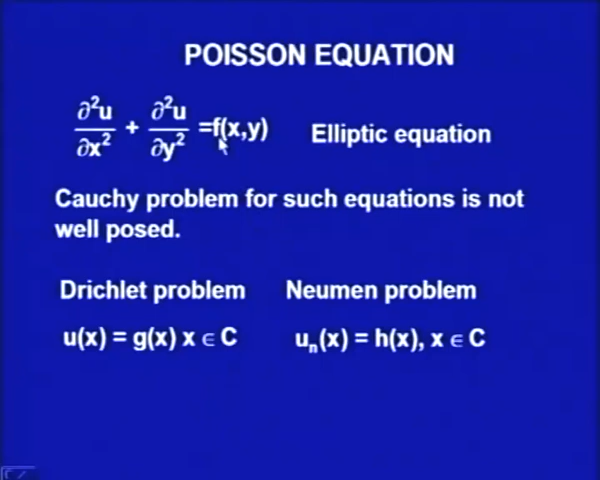 POISSON EQUATION
∂²u/∂x² + ∂²u/∂y² =f(x,y) Elliptic equation
Cauchy problem for such equations is not
well posed.
Drichlet problem Neumen problem
u(x) = g(x) x ∈ C uₙ(x) = h(x), x ∈ C